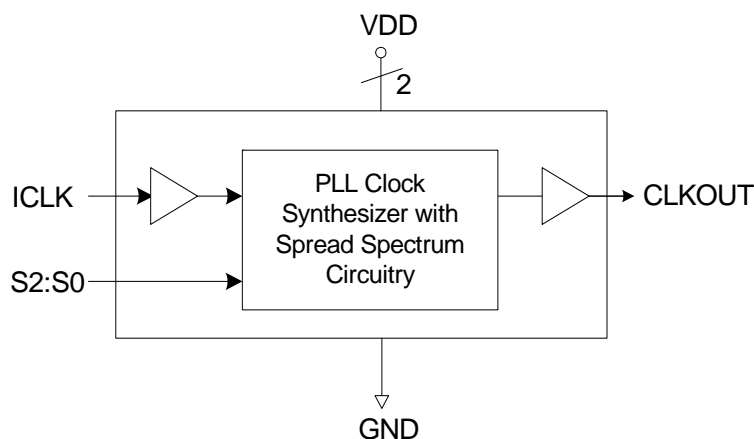 VDD
2
ICLK
PLL Clock
Synthesizer with
Spread Spectrum
Circuitry
CLKOUT
S2:S0
GND